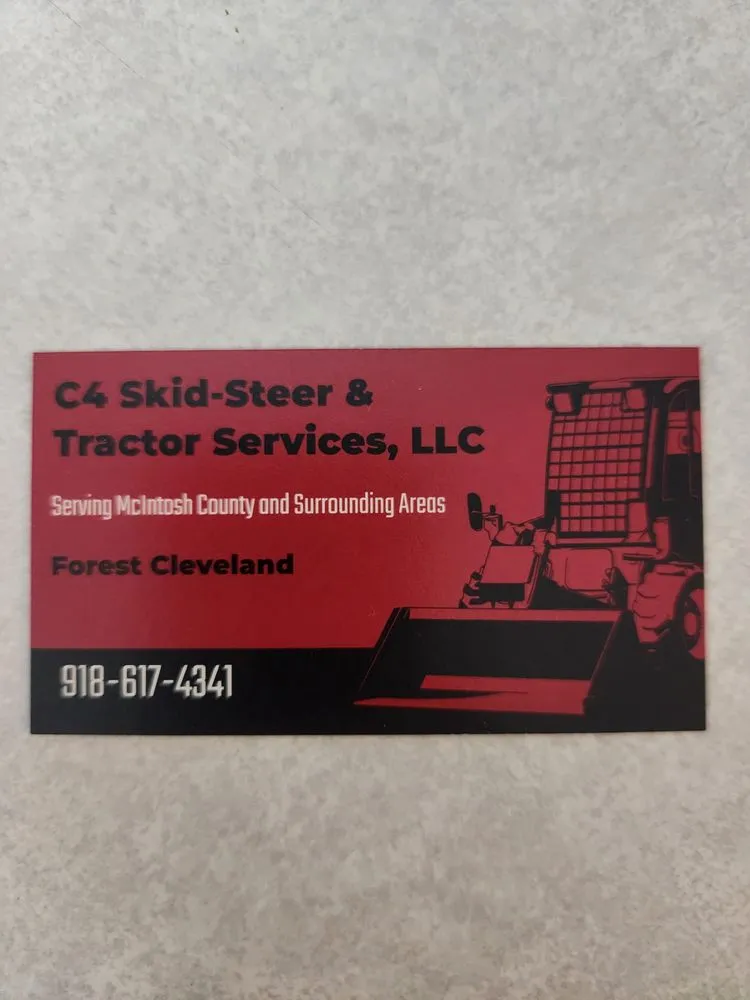 C4 Skid-Steer &
Tractor Services, LLC
Serving McIntosh County and Surrounding Areas
Forest Cleveland
918-617-4341